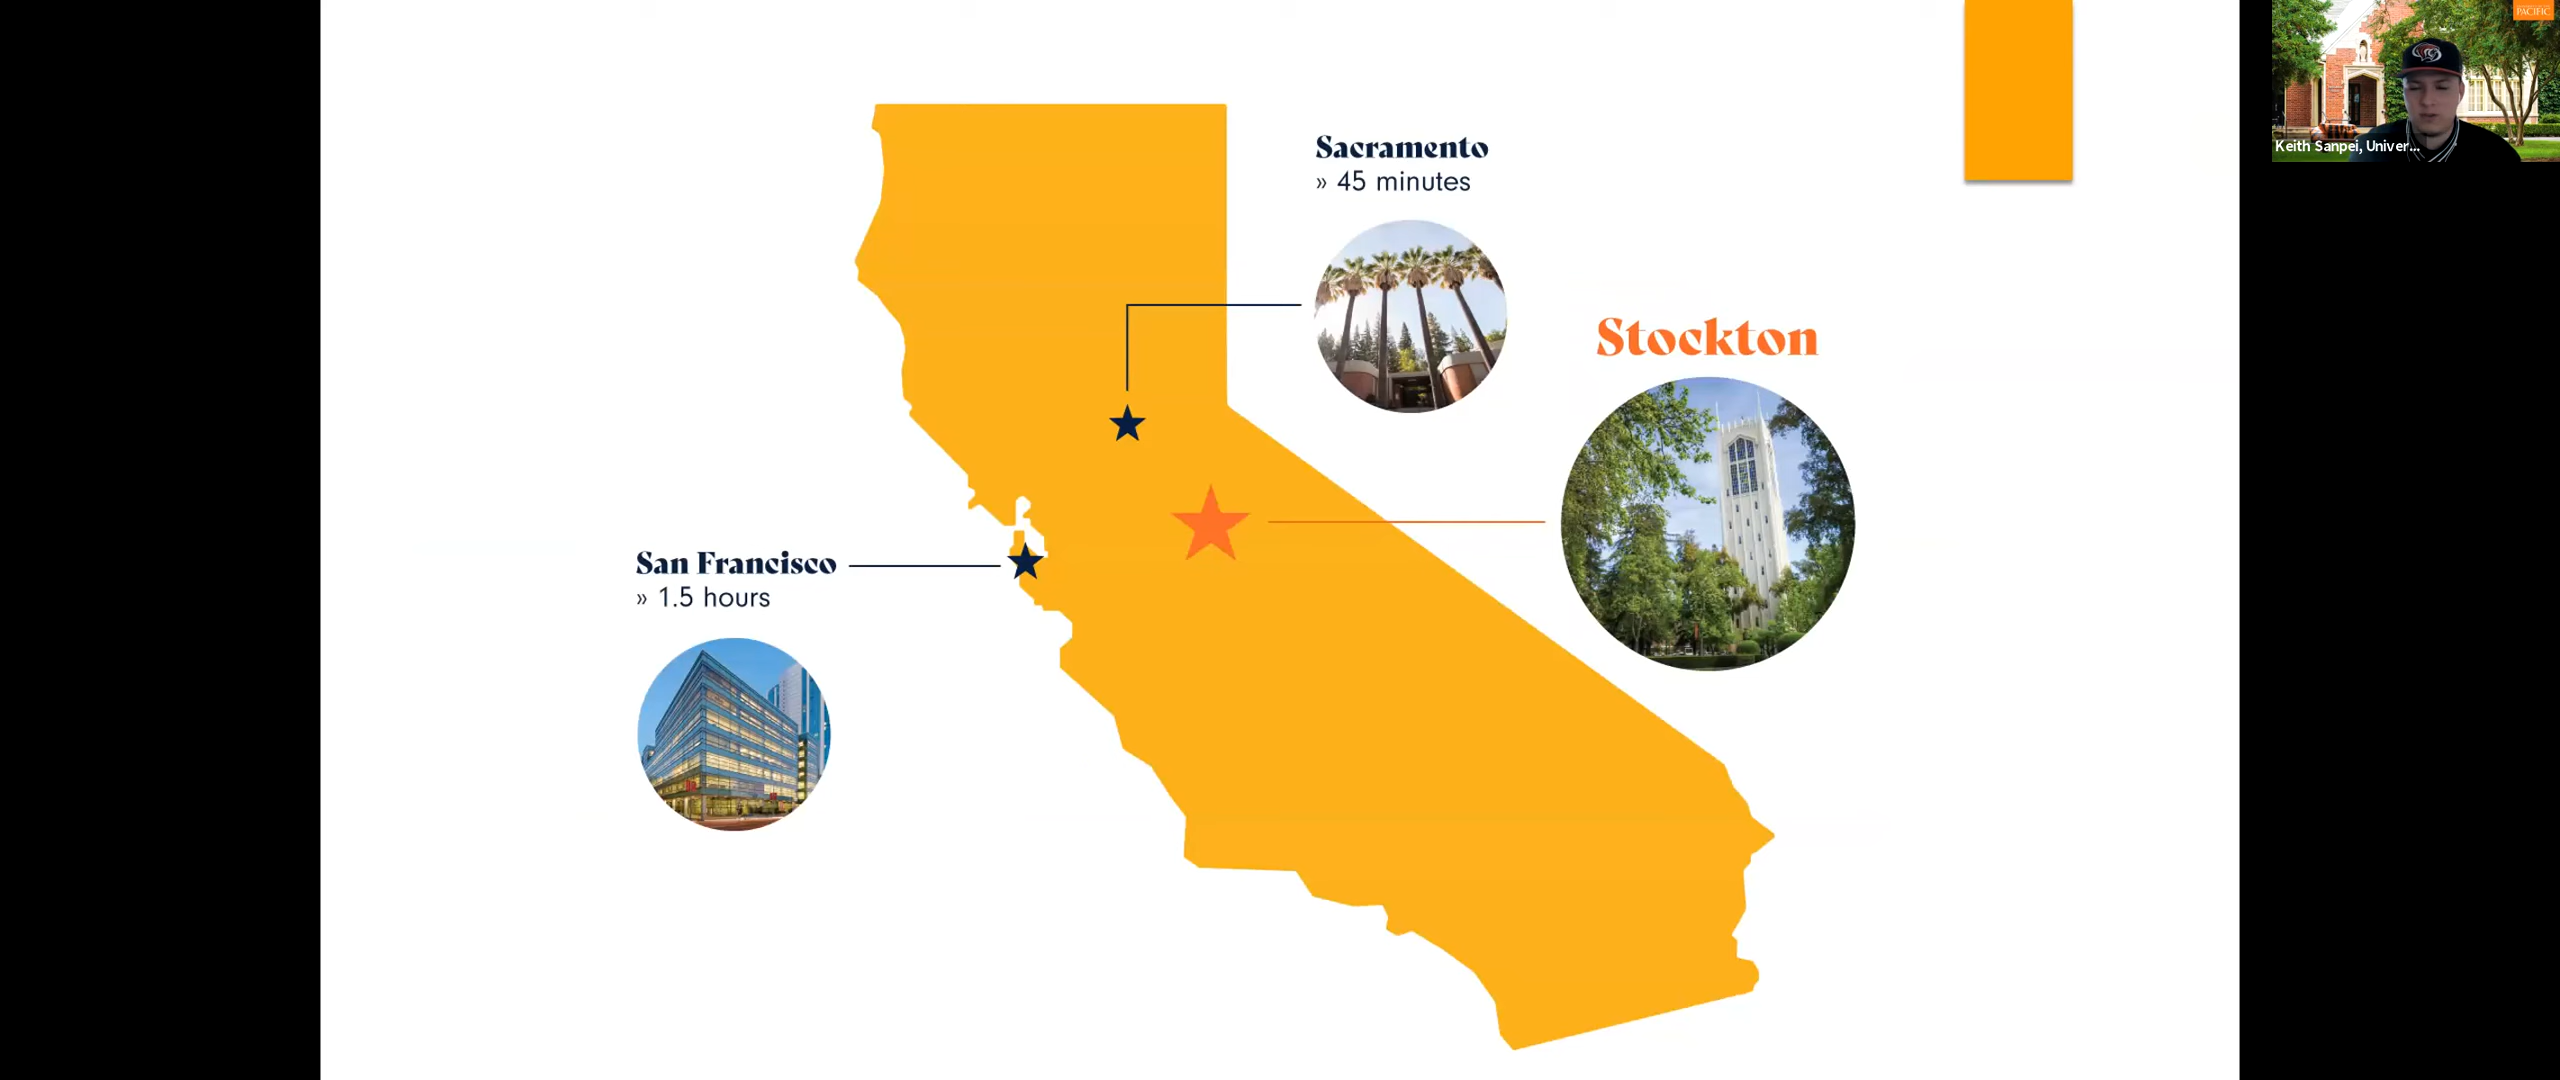 Sacramento
» 45 minutes
Stockton
San Francisco
» 1.5 hours
PACIFIC
Keith Sanpei, Univer...